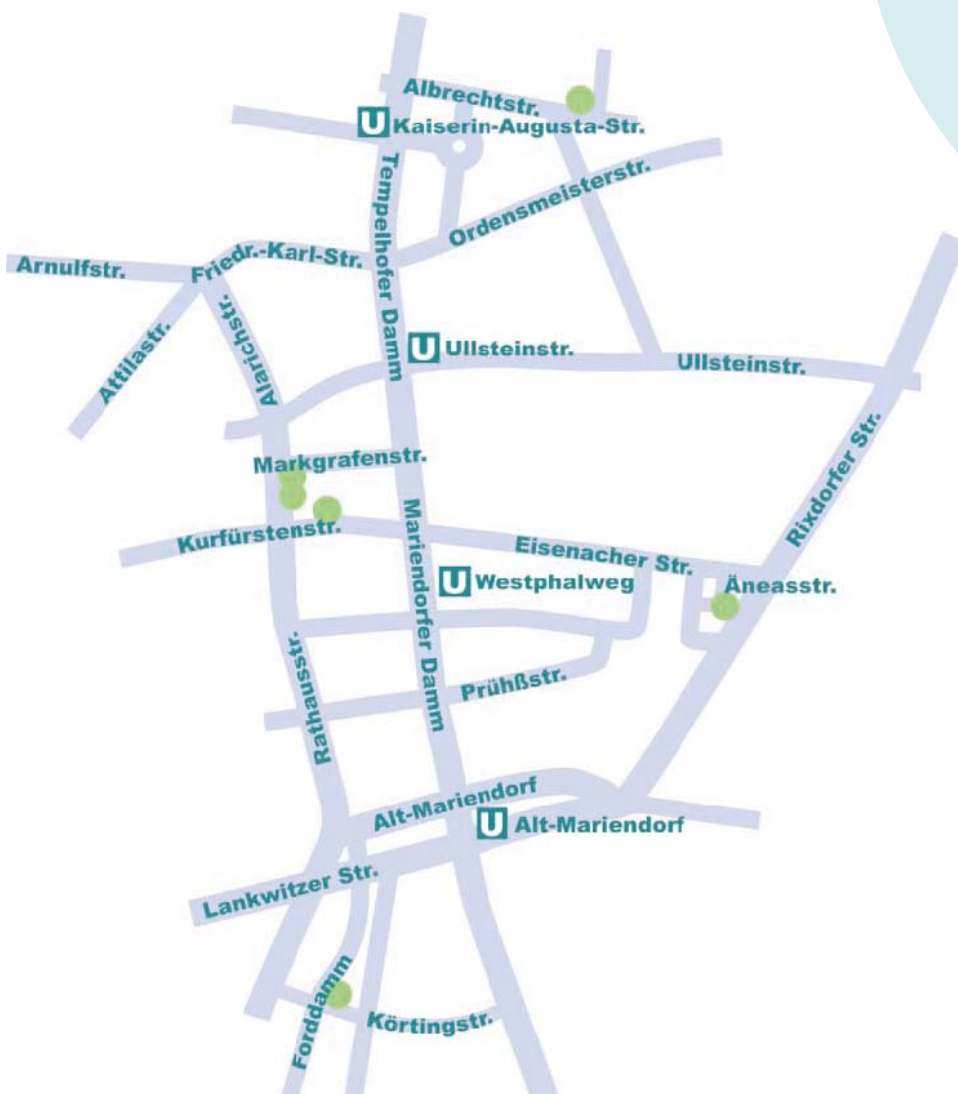 Albrechtstr.
U Kaiserin-Augusta-Str.
Tempelhofer Damm
Ordensmeisterstr.
Friedr.-Karl-Str.
Arnulfstr.
Attilastr.
Alarichstr.
U Ullsteinstr.
Ullsteinstr.
Rixdorfer Str.
Markgrafenstr.
Kurfürstenstr.
Mariendorfer Damm
Eisenacher Str.
U Westphalweg
Äneasstr.
Rathausstr.
Prühßstr.
Alt-Mariendorf
U Alt-Mariendorf
Lankwitzer Str.
Forddamm
Körtingstr.